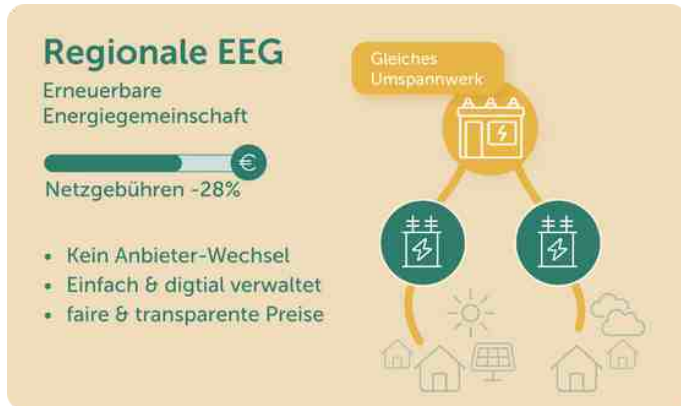 Regionale EEG
Erneuerbare
Energiegemeinschaft
€
Netzgebühren -28%
• Kein Anbieter-Wechsel
• Einfach & digtial verwaltet
• faire & transparente Preise
Gleiches
Umspannwerk